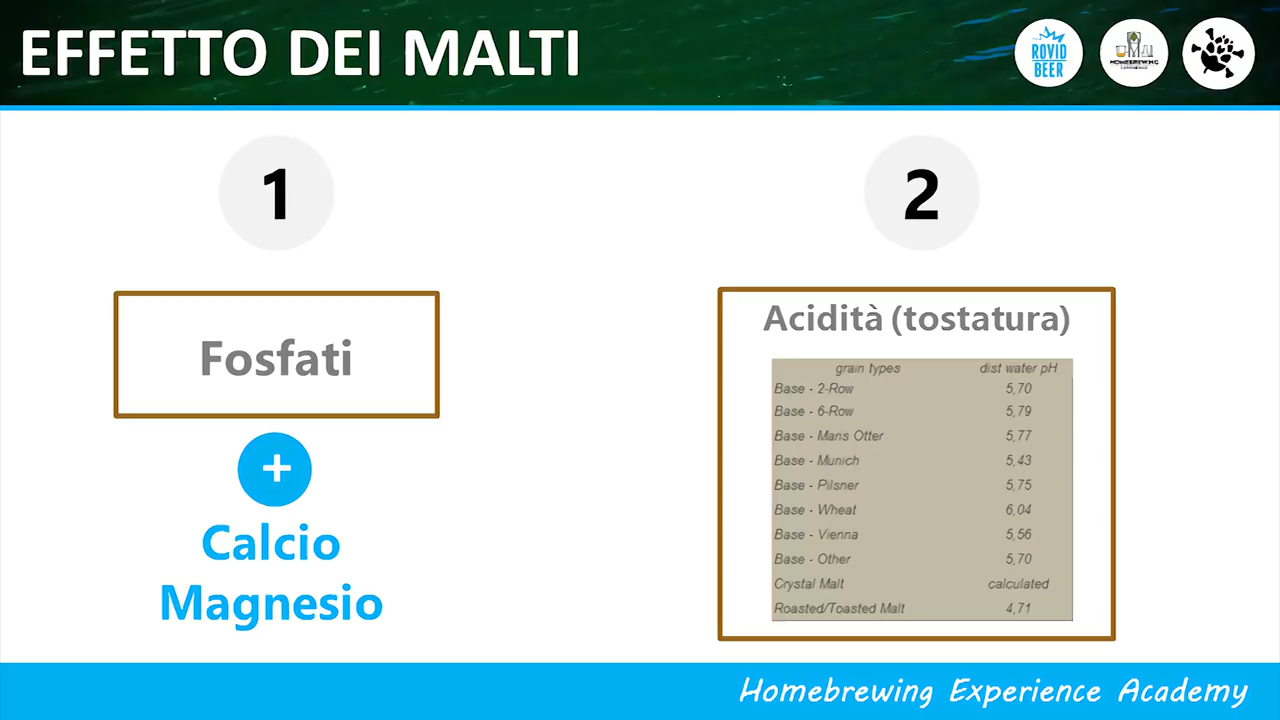 EFFETTO DEI MALTI
ROVID
BEER
HOMEBREWING
1
Fosfati
+
Calcio
Magnesio
2
Acidità (tostatura)
grain types dist water pH
Base - 2-Row 5,70
Base - 6-Row 5,79
Base - Maris Otter 5,77
Base - Munich 5,43
Base - Pilsner 5,75
Base - Wheat 6,04
Base - Vienna 5,56
Base - Other 5,70
Crystal Malt calculated
Roasted/Toasted Malt 4,71
Homebrewing Experience Academy